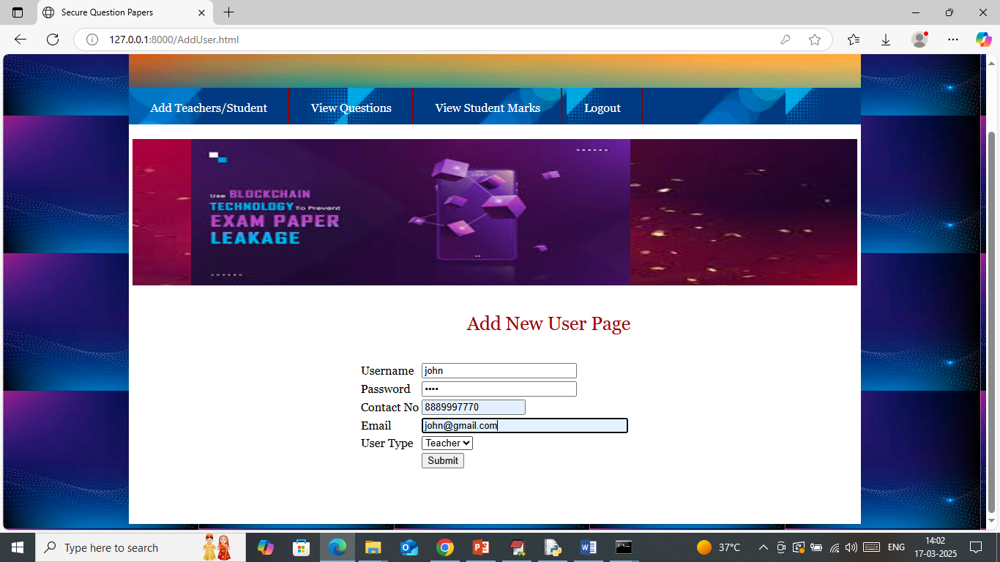 Secure Question Papers
127.0.0.1:8000/AddUser.html
Add Teachers/Student View Questions View Student Marks Logout
Use BLOCKCHAIN
TECHNOLOGY To Prevent
EXAM PAPER
LEAKAGE
Add New User Page
Username john
Password ••••
Contact No 8889997770
Email john@gmail.com
User Type Teacher
Submit
Type here to search 37°C ENG 14:02
17-03-2025